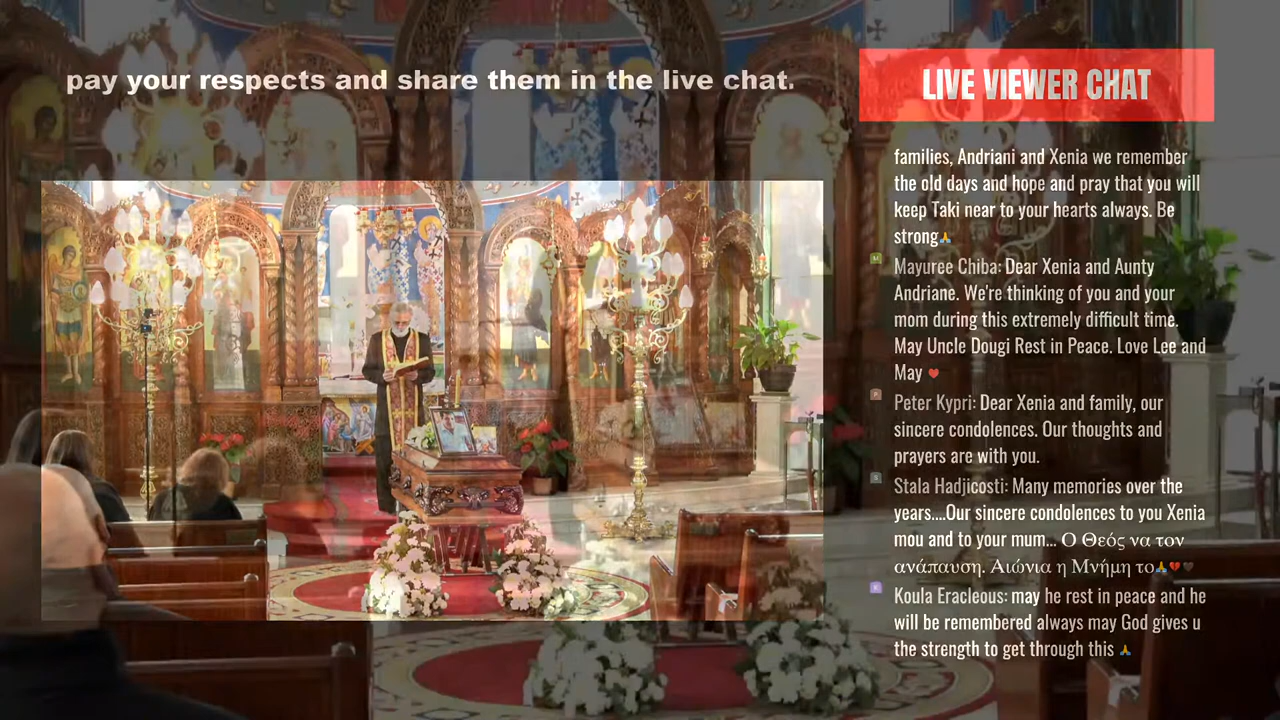 pay your respects and share them in the live chat.
LIVE VIEWER CHAT
families, Andriani and Xenia we remember
the old days and hope and pray that you will
keep Taki near to your hearts always. Be
strong🙏
Mayuree Chiba: Dear Xenia and Aunty
Andriane. We're thinking of you and your
mom during this extremely difficult time.
May Uncle Dougi Rest in Peace. Love Lee and
May ❤️
Peter Kypri: Dear Xenia and family, our
sincere condolences. Our thoughts and
prayers are with you.
Stala Hadjicosti: Many memories over the
years....Our sincere condolences to you Xenia
mou and to your mum... Ο Θεός να τον
ανάπαυση. Αιώνια η Μνήμη το🙏💔🖤
Koula Eracleous: may he rest in peace and he
will be remembered always may God gives u
the strength to get through this 🙏